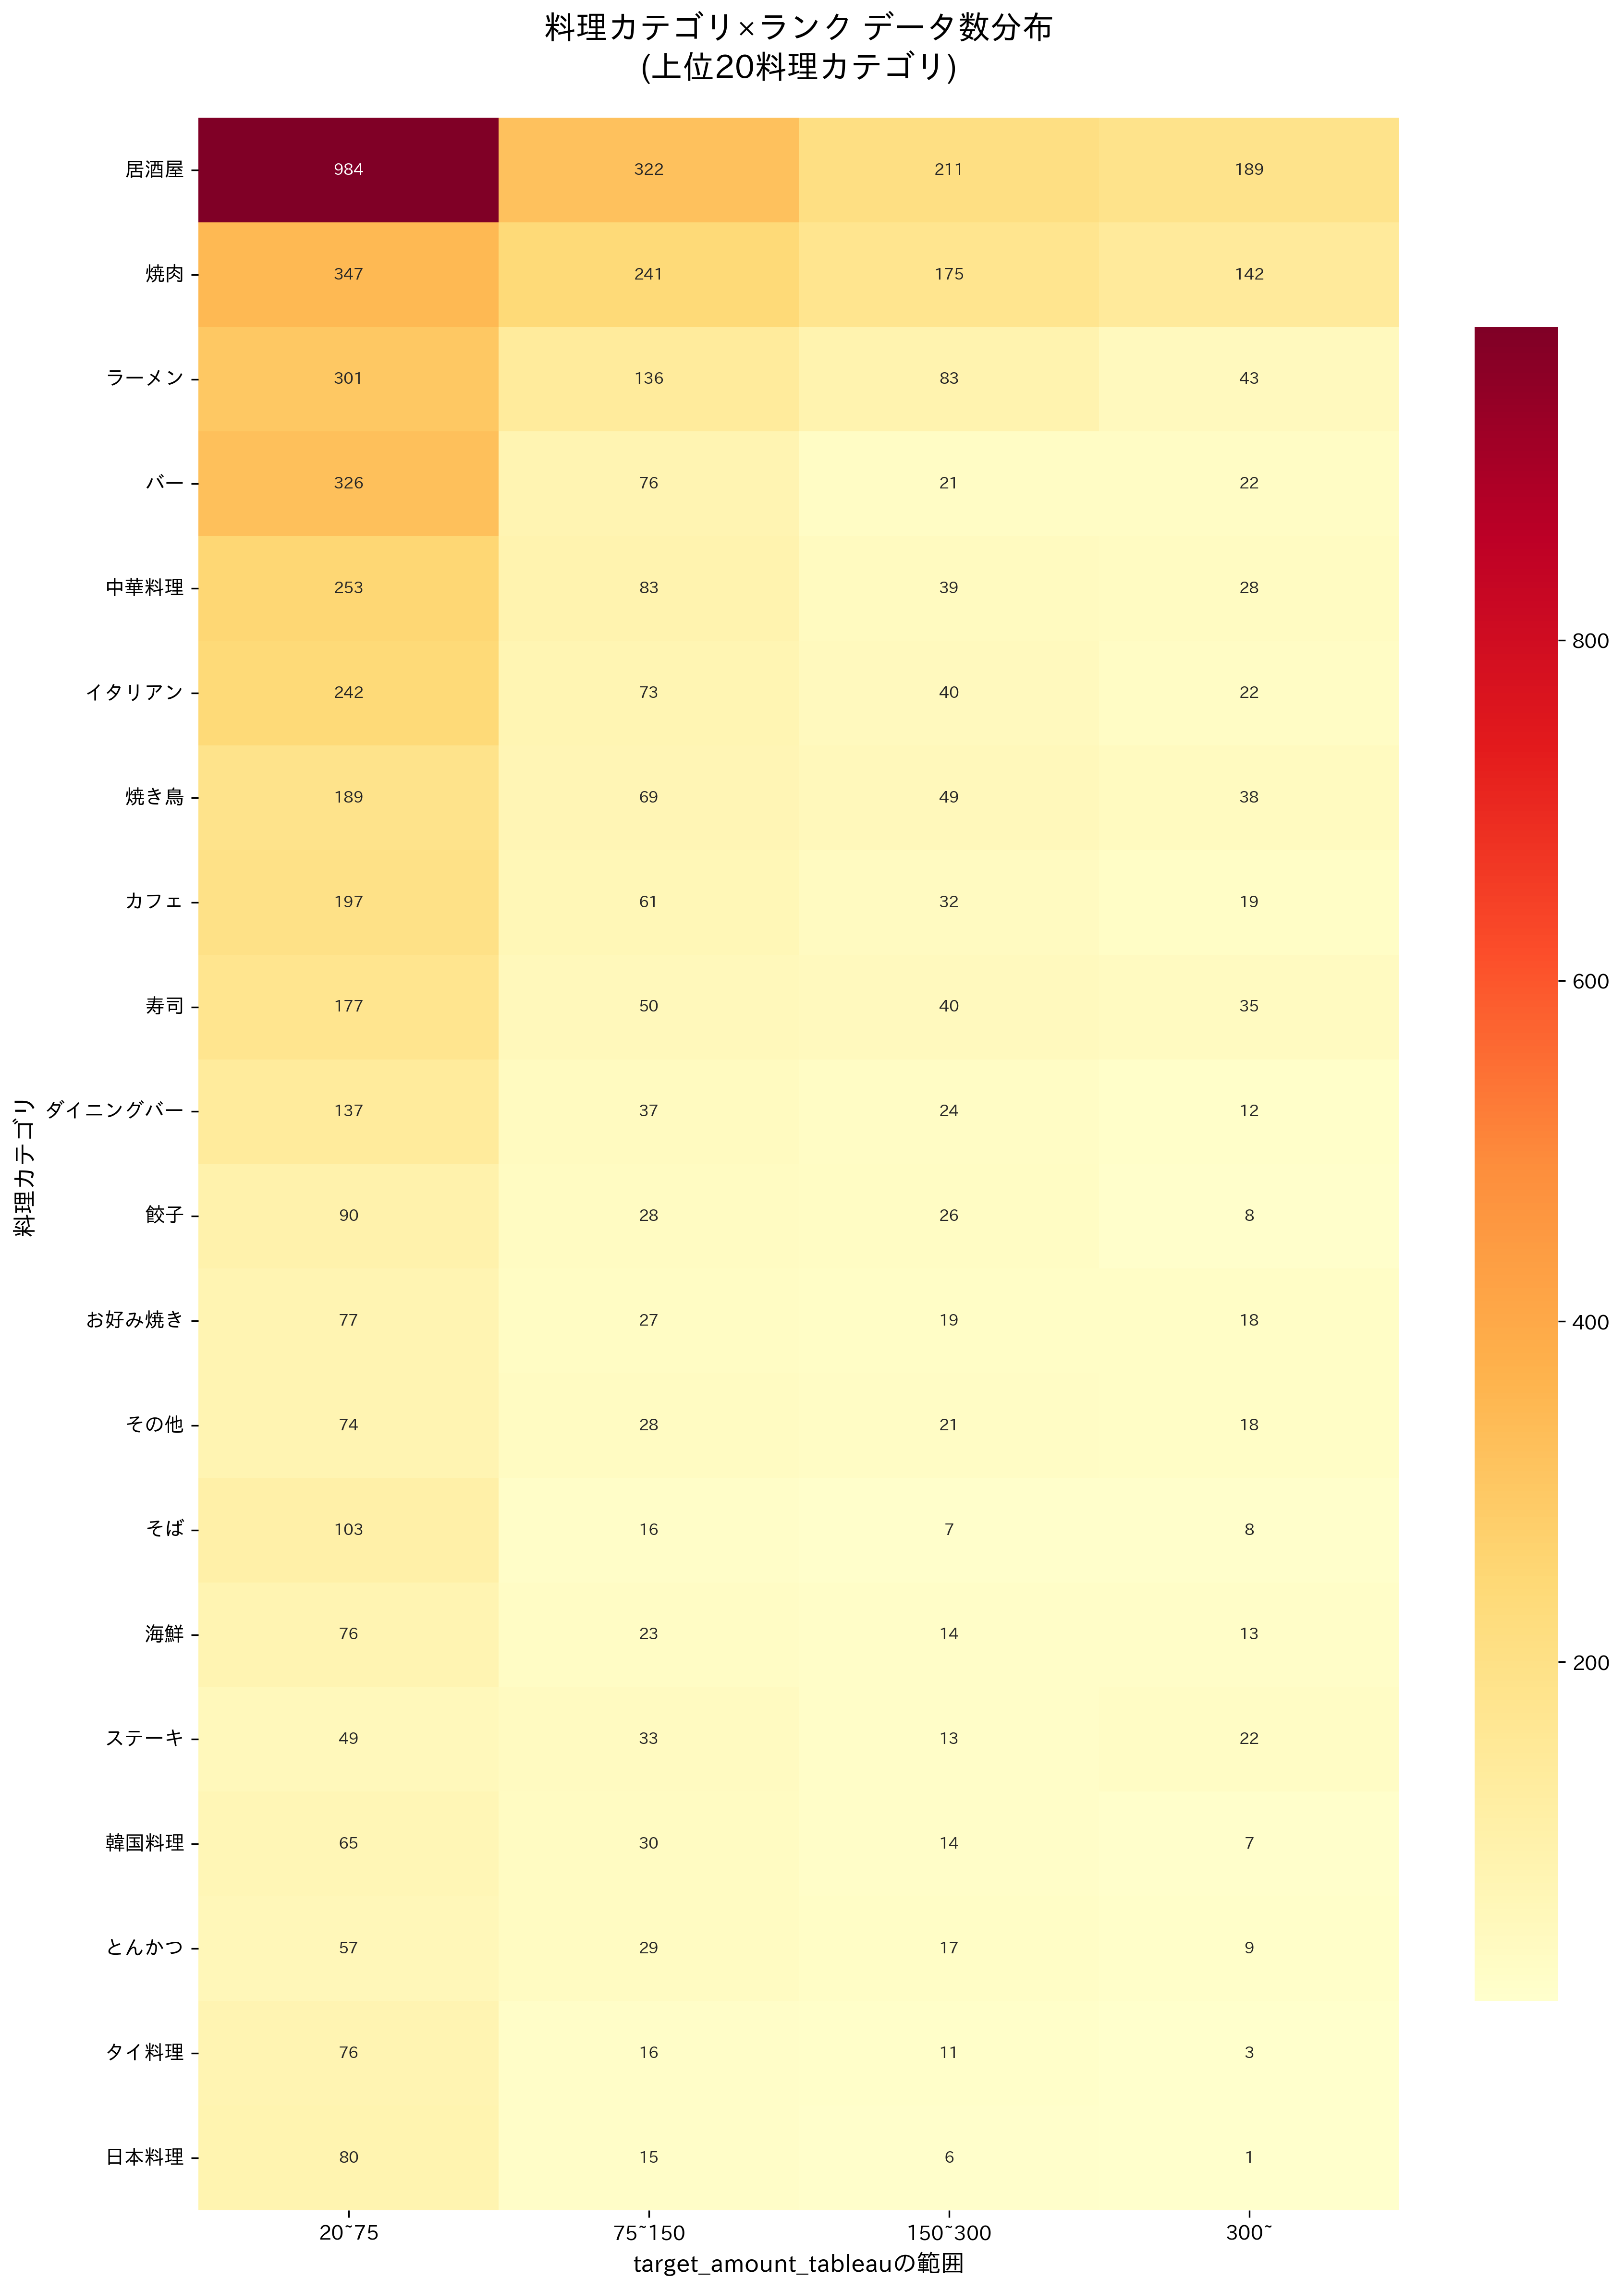 料理カテゴリ×ランク データ数分布
(上位20料理カテゴリ)
料理カテゴリ
居酒屋 984 322 211 189
焼肉 347 241 175 142
ラーメン 301 136 83 43
バー 326 76 21 22
中華料理 253 83 39 28
イタリアン 242 73 40 22
焼き鳥 189 69 49 38
カフェ 197 61 32 19
寿司 177 50 40 35
ダイニングバー 137 37 24 12
餃子 90 28 26 8
お好み焼き 77 27 19 18
その他 74 28 21 18
そば 103 16 7 8
海鮮 76 23 14 13
ステーキ 49 33 13 22
韓国料理 65 30 14 7
とんかつ 57 29 17 9
タイ料理 76 16 11 3
日本料理 80 15 6 1
20~75 75~150 150~300 300~
target_amount_tableauの範囲
800
600
400
200